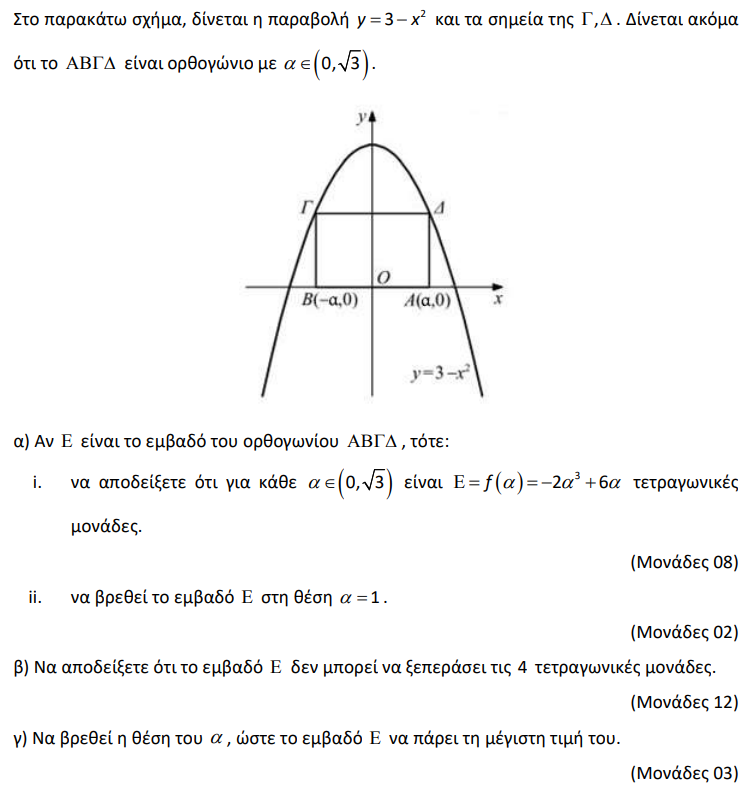 Στο παρακάτω σχήμα, δίνεται η παραβολή y = 3 − x² και τα σημεία της Γ, Δ . Δίνεται ακόμα
ότι το ΑΒΓΔ είναι ορθογώνιο με α ∈ (0, √3).
y
Γ
Δ
O
B(−α,0)
A(α,0)
x
y=3−x²
α) Αν Ε είναι το εμβαδό του ορθογωνίου ΑΒΓΔ , τότε:
i. να αποδείξετε ότι για κάθε α ∈ (0, √3) είναι Ε = f(α) = −2α³ + 6α τετραγωνικές
μονάδες.
(Μονάδες 08)
ii. να βρεθεί το εμβαδό Ε στη θέση α = 1 .
(Μονάδες 02)
β) Να αποδείξετε ότι το εμβαδό Ε δεν μπορεί να ξεπεράσει τις 4 τετραγωνικές μονάδες.
(Μονάδες 12)
γ) Να βρεθεί η θέση του α , ώστε το εμβαδό Ε να πάρει τη μέγιστη τιμή του.
(Μονάδες 03)